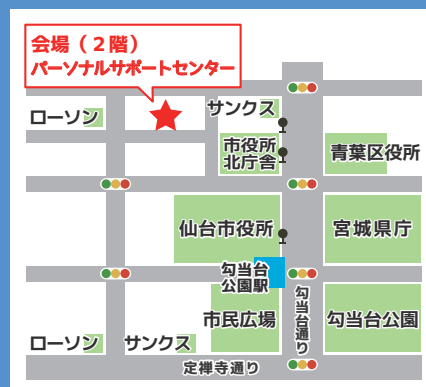 会場（２階）
パーソナルサポートセンター
ローソン
サンクス
市役所
北庁舎
青葉区役所
仙台市役所
宮城県庁
勾当台
公園駅
勾当台通り
市民広場
勾当台公園
ローソン
サンクス
定禅寺通り